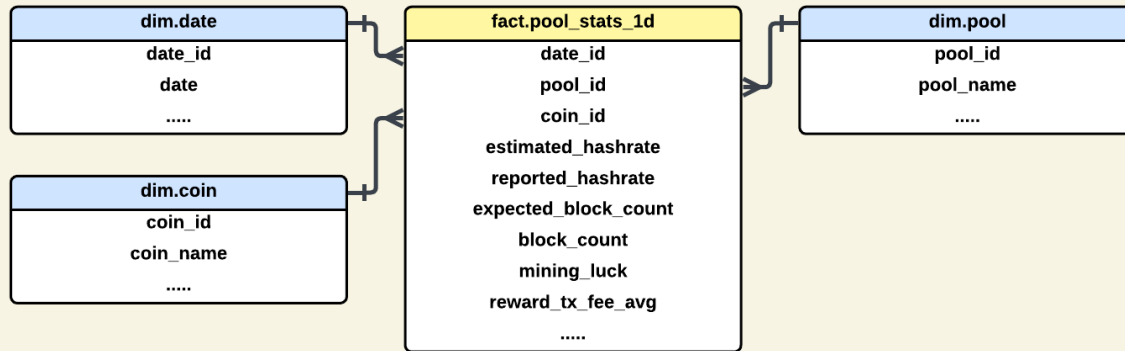 dim.date
date_id
date
.....
dim.coin
coin_id
coin_name
.....
fact.pool_stats_1d
date_id
pool_id
coin_id
estimated_hashrate
reported_hashrate
expected_block_count
block_count
mining_luck
reward_tx_fee_avg
.....
dim.pool
pool_id
pool_name
.....